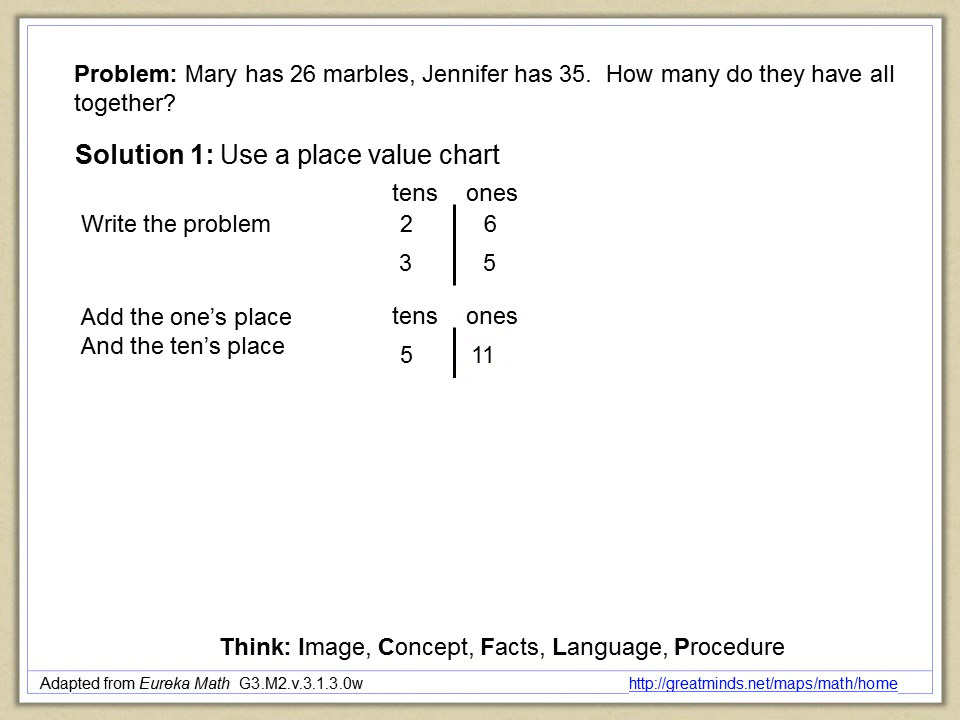 Problem: Mary has 26 marbles, Jennifer has 35. How many do they have all
together?
Solution 1: Use a place value chart
tens ones
Write the problem 2 6
3 5
Add the one’s place tens ones
And the ten’s place 5 11
Think: Image, Concept, Facts, Language, Procedure
Adapted from Eureka Math G3.M2.v.3.1.3.0w http://greatminds.net/maps/math/home